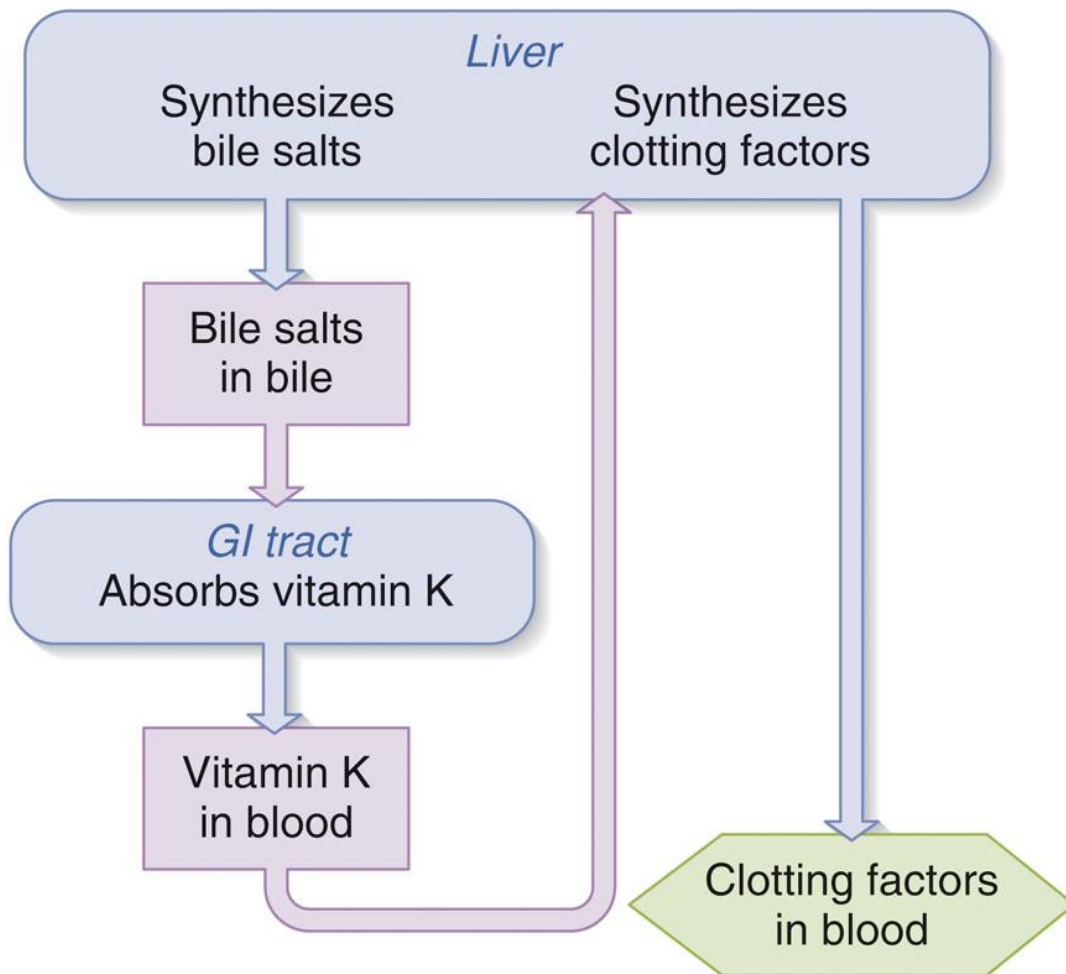 Liver
Synthesizes
bile salts
Synthesizes
clotting factors
Bile salts
in bile
GI tract
Absorbs vitamin K
Vitamin K
in blood
Clotting factors
in blood